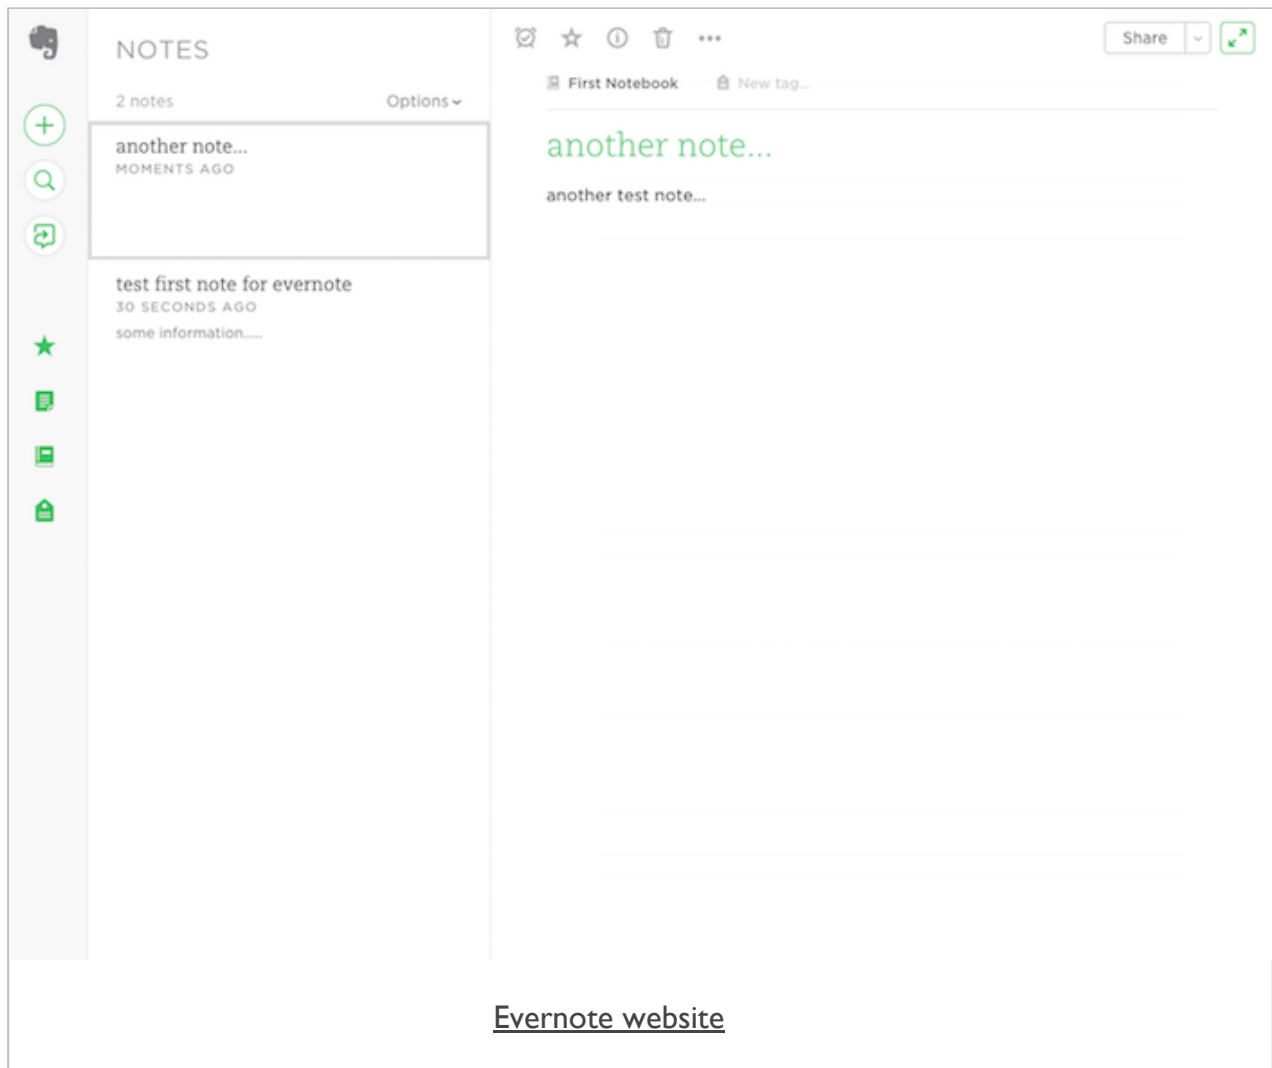 NOTES
2 notes
Options
another note...
MOMENTS AGO
test first note for evernote
30 SECONDS AGO
some information.....
Share
First Notebook
New tag...
another note...
another test note...
Evernote website